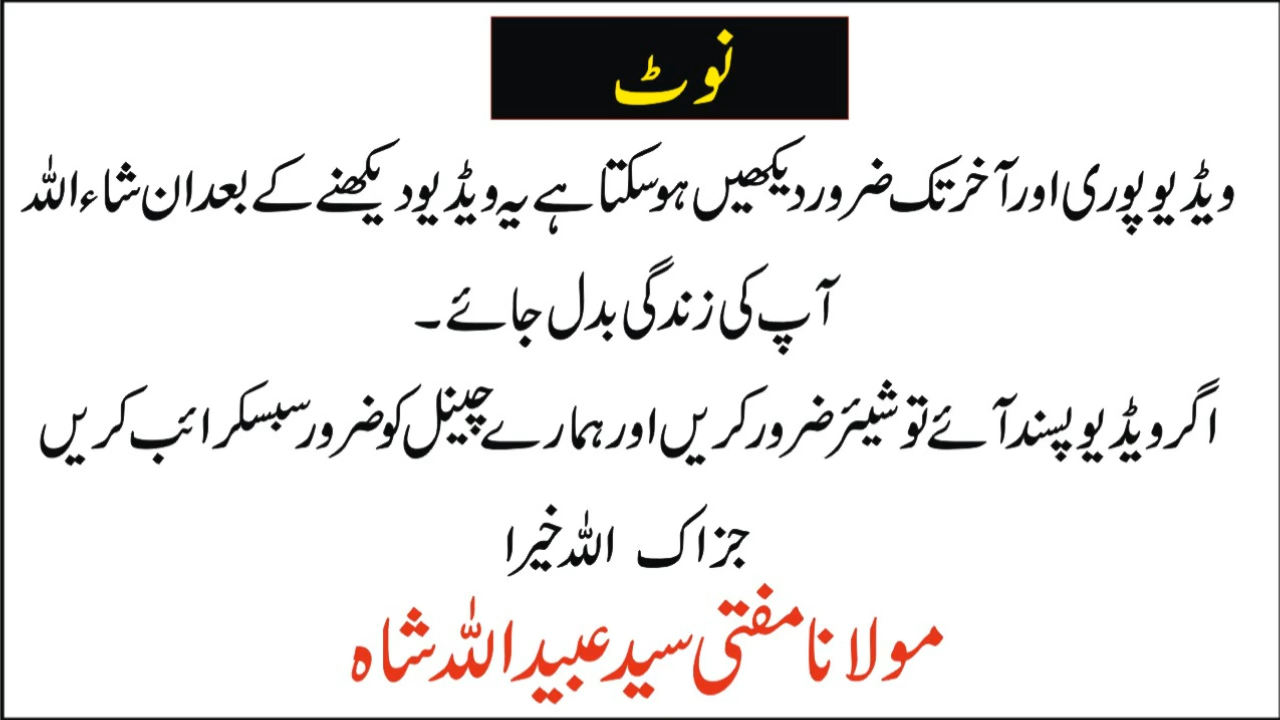 نوٹ
ویڈیو پوری اور آخر تک ضرور دیکھیں ہو سکتا ہے یہ ویڈیو دیکھنے کے بعد ان شاء اللہ
آپ کی زندگی بدل جائے۔
اگر ویڈیو پسند آئے تو شیئر ضرور کریں اور ہمارے چینل کو ضرور سبسکرائب کریں
جزاک اللہ خیرا
مولانا مفتی سید عبید اللہ شاہ